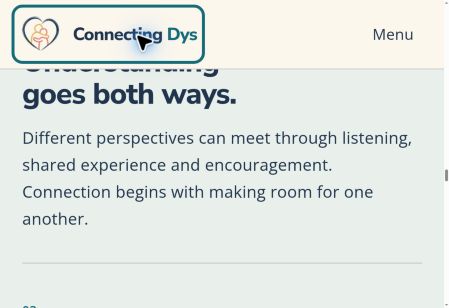 Connecting Dys
Menu
Understanding
goes both ways.
Different perspectives can meet through listening,
shared experience and encouragement.
Connection begins with making room for one
another.